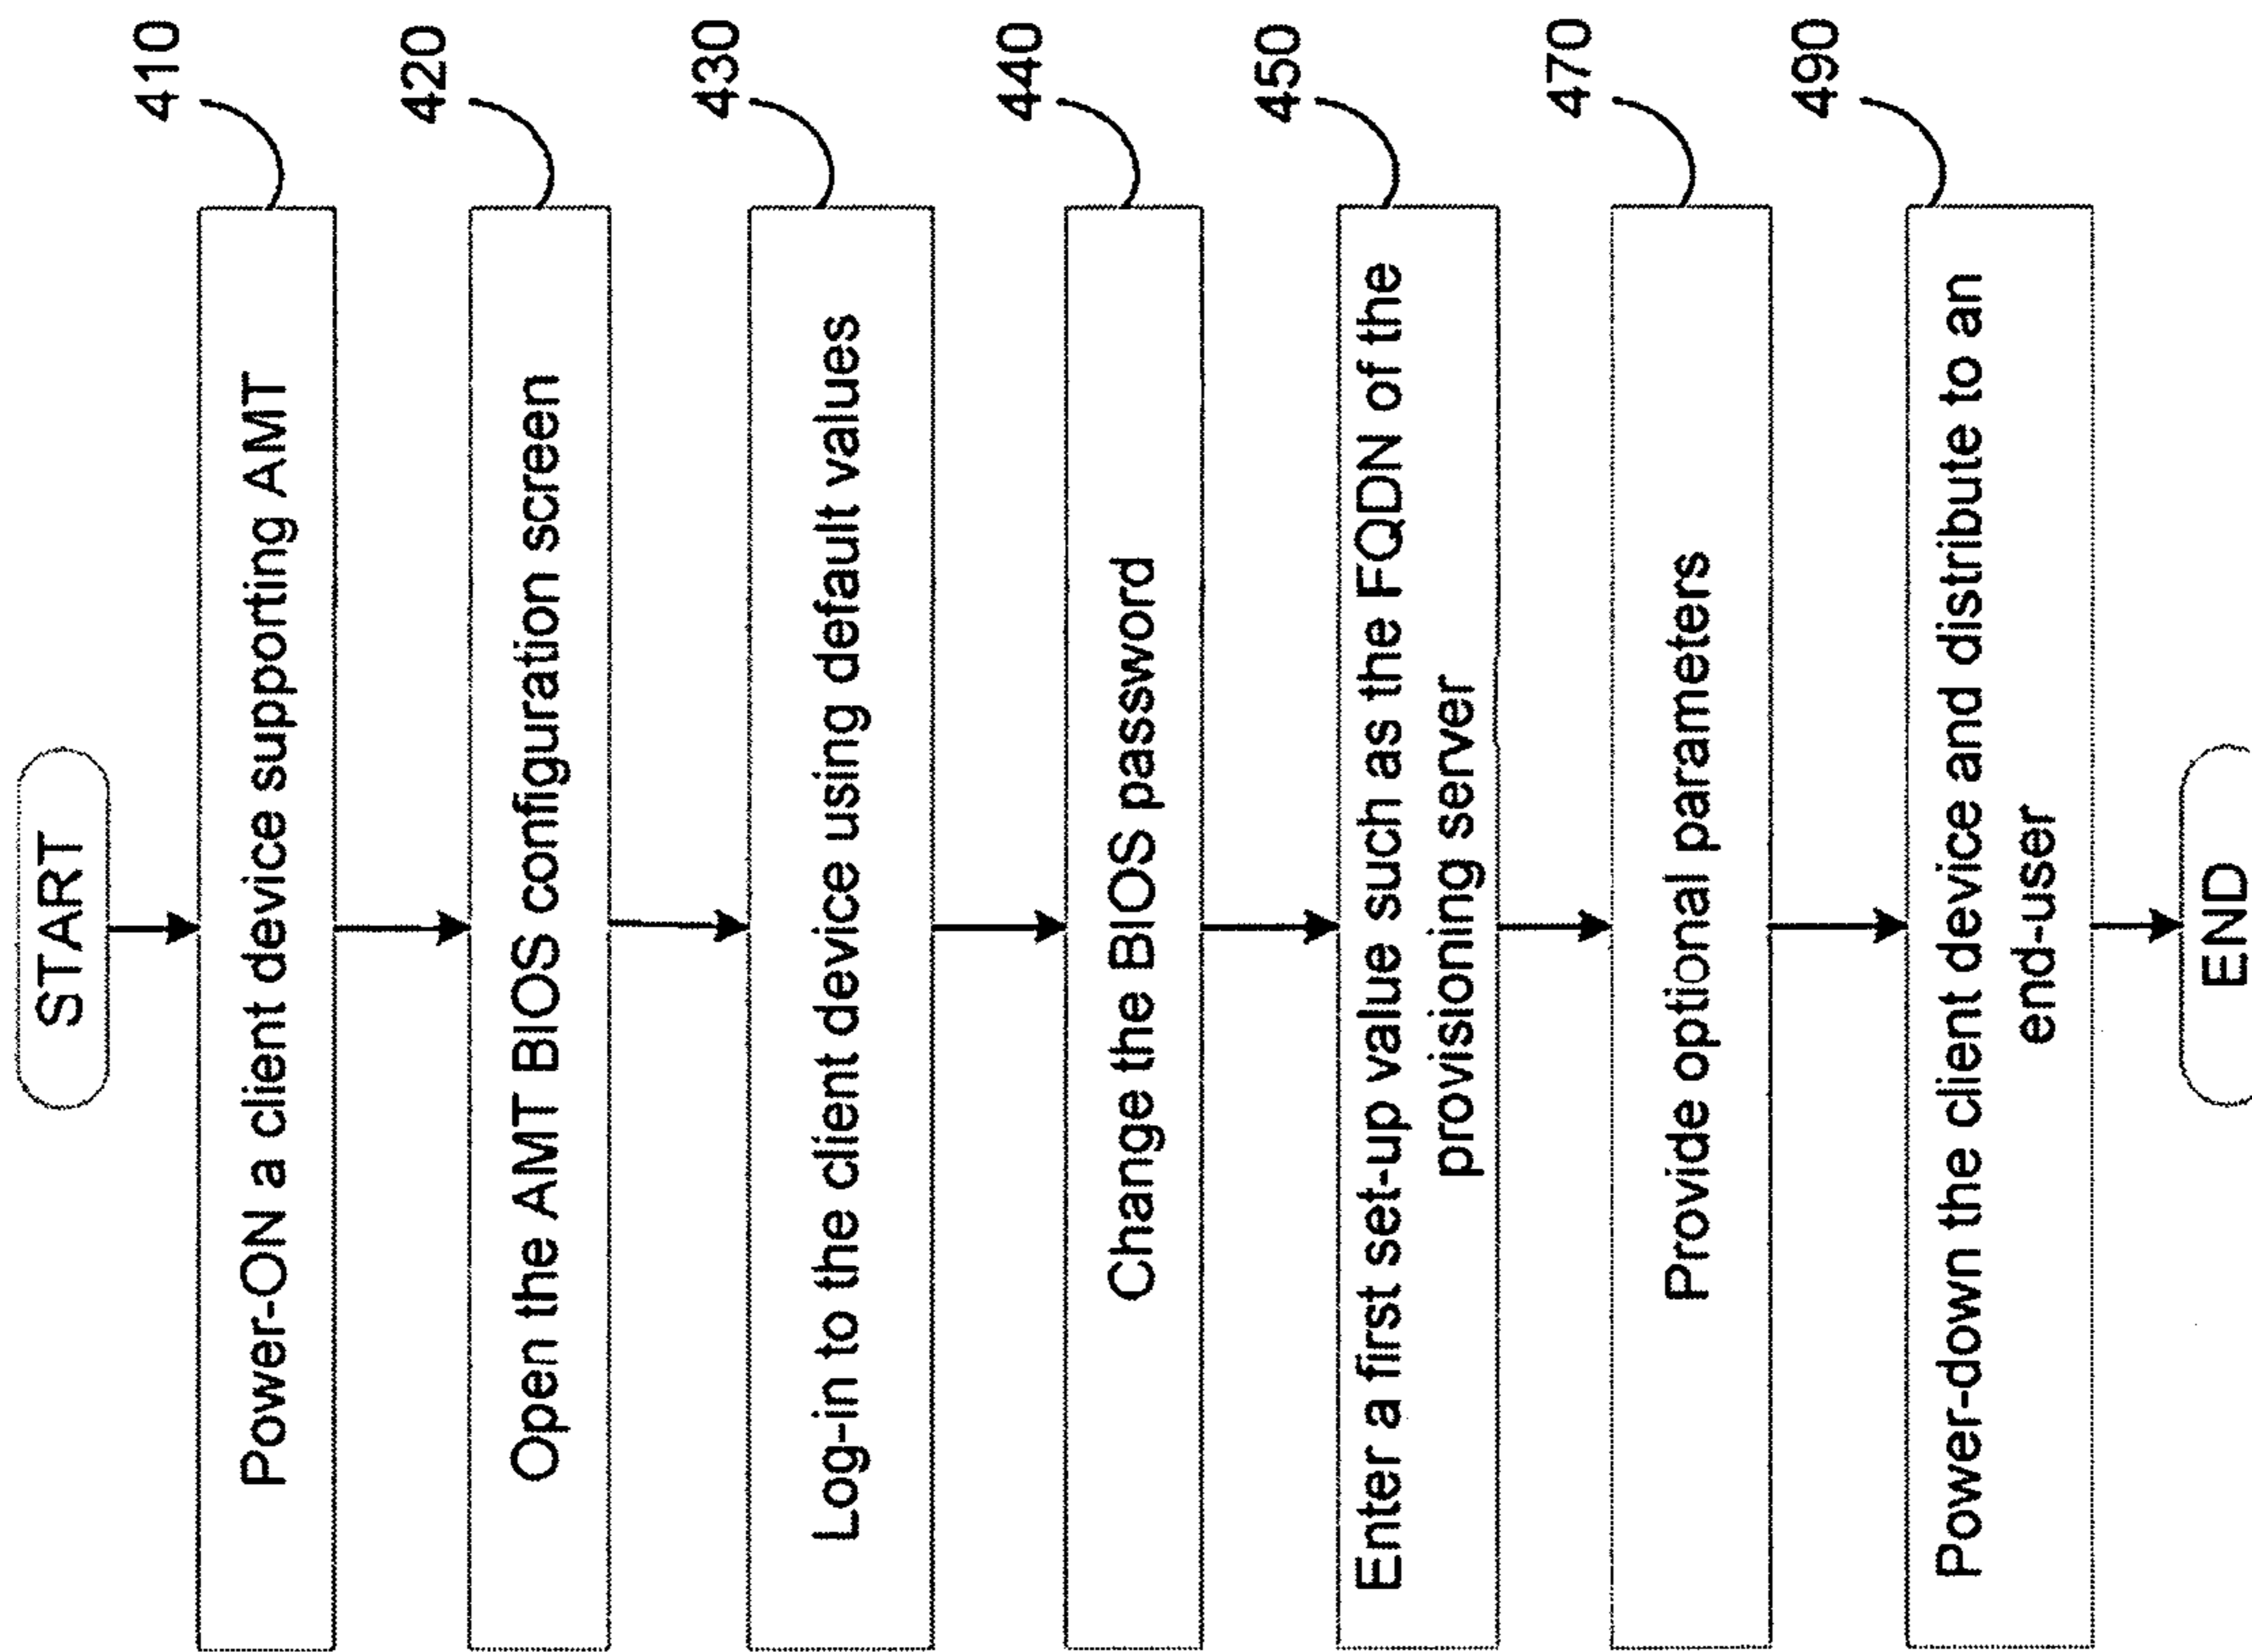 START
Power-ON a client device supporting AMT
410
Open the AMT BIOS configuration screen
420
Log-in to the client device using default values
430
Change the BIOS password
440
Enter a first set-up value such as the FQDN of the
provisioning server
450
Provide optional parameters
470
Power-down the client device and distribute to an
end-user
490
END